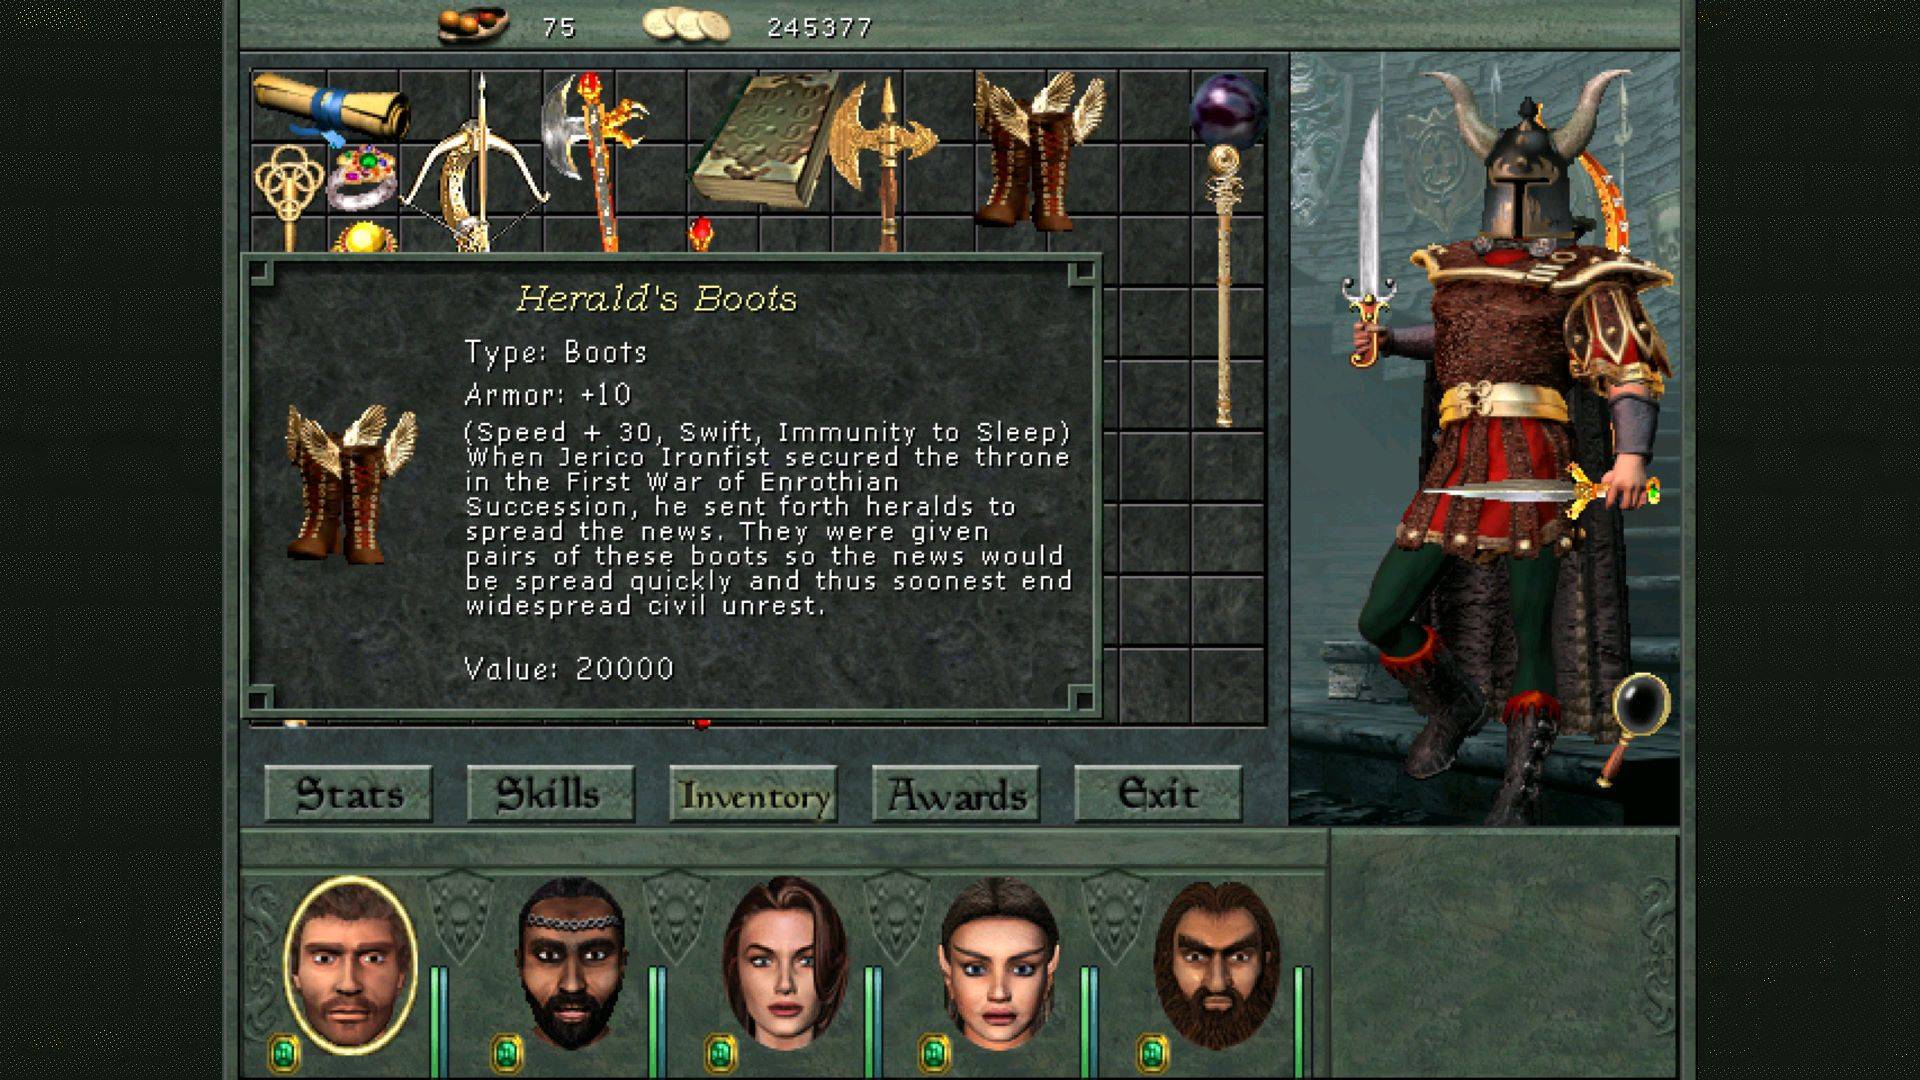 75 245377
Herald's Boots
Type: Boots
Armor: +10
(Speed + 30, Swift, Immunity to Sleep)
When Jerico Ironfist secured the throne
in the First War of Enrothian
Succession, he sent forth heralds to
spread the news. They were given
pairs of these boots so the news would
be spread quickly and thus soonest end
widespread civil unrest.
Value: 20000
Stats Skills Inventory Awards Exit